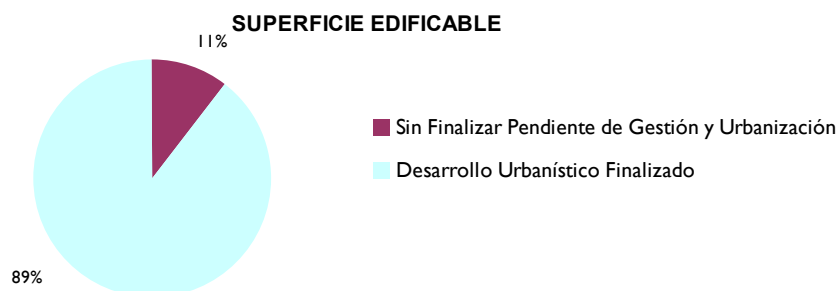 SUPERFICIE EDIFICABLE
11%
Sin Finalizar Pendiente de Gestión y Urbanización
Desarrollo Urbanístico Finalizado
89%